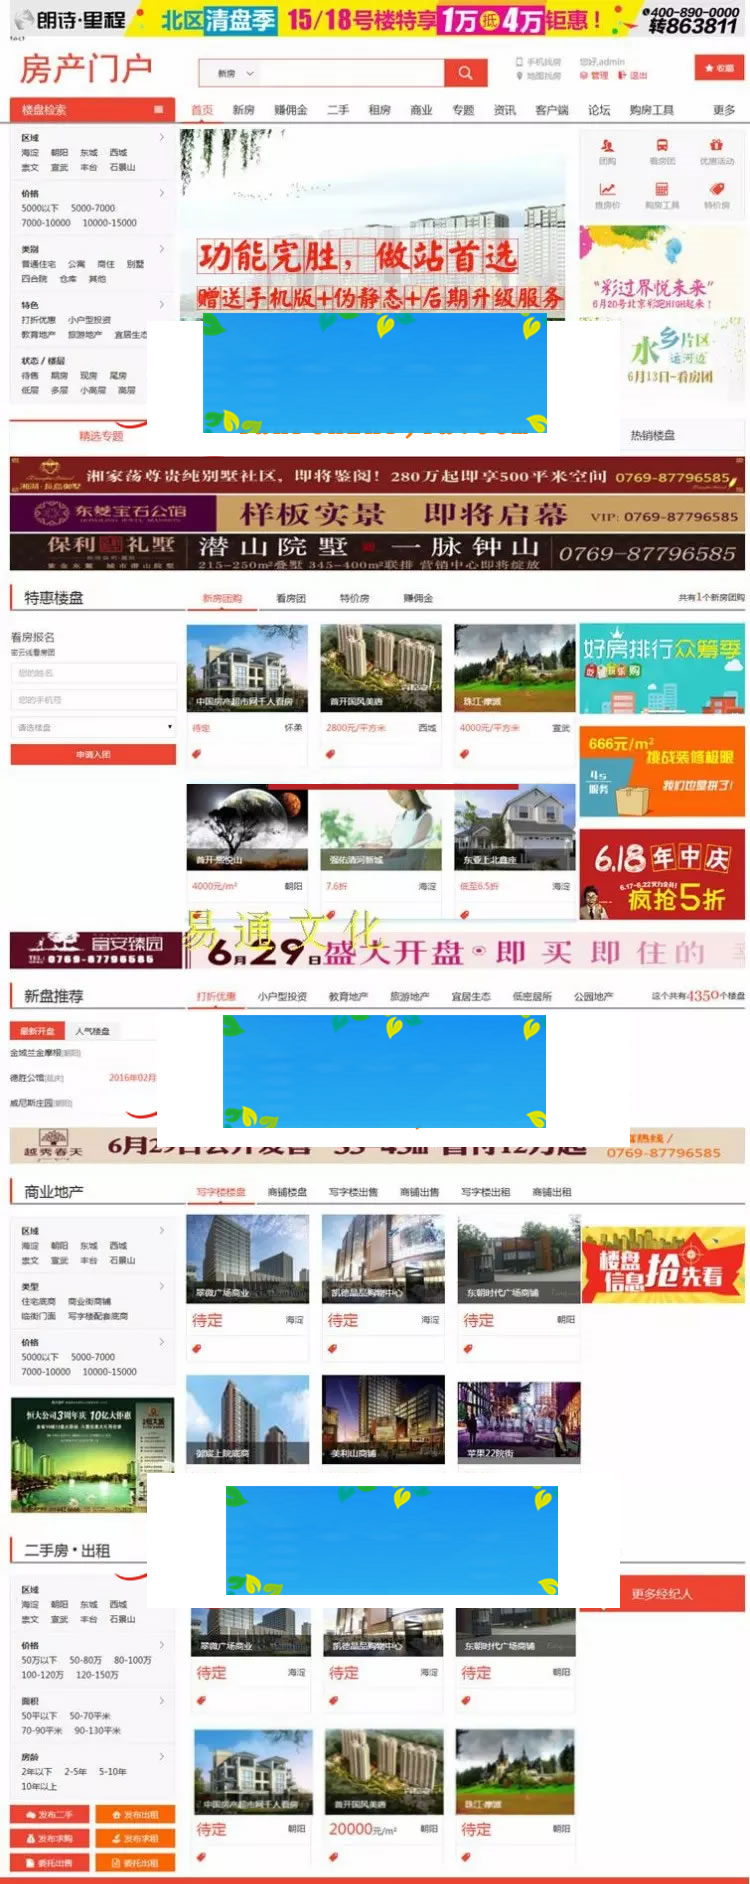 朗诗·里程
北区清盘季
15/18号楼特享1万抵4万钜惠!
400-890-0000
转863811
房产门户
新房
手机找房
地图找房
您好,admin
管理 退出
收藏
楼盘检索
首页 新房 赚佣金 二手 租房 商业 专题 资讯 客户端 论坛 购房工具 更多
区域
海淀 朝阳 东城 西城
崇文 宣武 丰台 石景山
价格
5000以下 5000-7000
7000-10000 10000-15000
类别
普通住宅 公寓 商住 别墅
四合院 仓库 其他
特色
打折优惠 小户型投资
教育地产 旅游地产 宜居生态
状态 / 楼层
待售 期房 现房 尾房
低层 多层 小高层 高层
功能完胜，做站首选
赠送手机版+伪静态+后期升级服务
团购 看房团 优惠活动
购房工具 特价房
“彩过界悦未来”
6月20号北京彩跑HIGH起来!
水乡片区
运河边
6月13日-看房团
精选专题
热销楼盘
湘家荡尊贵纯别墅社区，即将鉴阅! 280万起即享500平米空间 0769-87796585
东菱宝石公馆
样板实景 即将启幕 VIP: 0769-87796585
保利 礼墅
潜山院墅 一脉钟山
215-250m²叠墅 345-400m²联排 营销中心即将绽放
0769-87796585
特惠楼盘
新房团购 看房团 特价房 赚佣金
共有1个新房团购
看房报名
密云线看房团
您的姓名
您的手机号
请选楼盘
申请入团
中国房产超市网千人看房
待定 怀柔
首开国风美唐
2800元/平方米 西城
珠江·摩派
4000元/平方米 宣武
首开·熙悦山
4000元/m² 朝阳
强佑清河新城
7.6折 海淀
东亚上北鑫座
低至6.5折 海淀
好房排行众筹季
666元/m²
挑战装修极限
4s
服务
我们也是拼了!
6.18年中庆
疯抢5折
易通文化
富安臻园
TEL:0769-87796585
6月29日盛大开盘 即买即住的
新盘推荐
打折优惠 小户型投资 教育地产 旅游地产 宜居生态 低密居所 公园地产
这个共有4350个楼盘
最新开盘 人气楼盘
金域兰金摩根[朝阳]
德胜公馆[延庆] 2016年02月
威尼斯庄园[朝阳]
越秀春天
热线 /
0769-87796585
商业地产
写字楼楼盘 商铺楼盘 写字楼出售 商铺出售 写字楼出租 商铺出租
区域
海淀 朝阳 东城 西城
崇文 宣武 丰台 石景山
类型
住宅底商 商业街商铺
临街门面 写字楼配套底商
价格
5000以下 5000-7000
7000-10000 10000-15000
翠微广场商业
待定 海淀
凯德晶品购物中心
待定 海淀
东朝时代广场商铺
待定 朝阳
楼盘信息抢先看
恒大公司3周年庆 10亿大钜惠
御宸上院底商
美利山商铺
苹果22院街
二手房·出租
更多经纪人
区域
海淀 朝阳 东城 西城
崇文 宣武 丰台 石景山
价格
50万以下 50-80万 80-100万
100-120万 120-150万
面积
50平以下 50-70平米
70-90平米 90-130平米
房龄
2年以下 2-5年 5-10年
10年以上
翠微广场商业
待定 海淀
凯德晶品购物中心
待定 海淀
东朝时代广场商铺
待定 朝阳
中国房产超市网千人看房
待定 朝阳
首开国风美唐
20000元/m² 朝阳
珠江·摩派
待定 朝阳
发布二手 发布出租
发布求购 发布求租
委托出售 委托出租